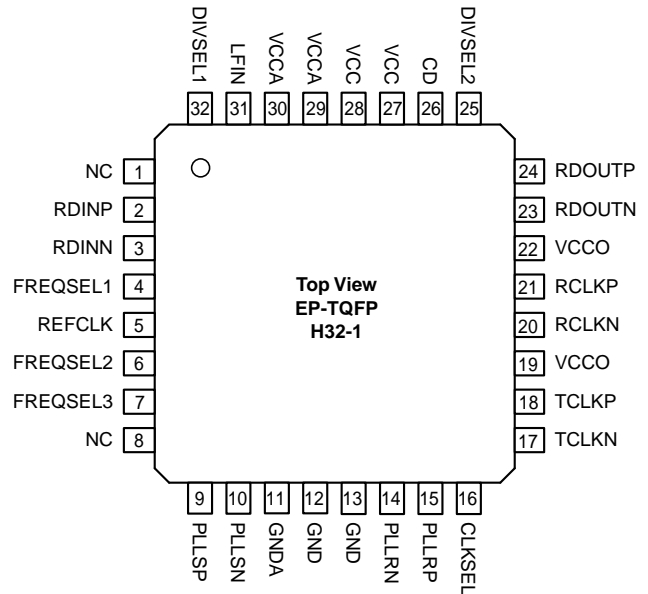 DIVSEL1 LFIN VCCA VCCA VCC VCC CD DIVSEL2
32 31 30 29 28 27 26 25
NC 1
RDINP 2
RDINN 3
FREQSEL1 4
REFCLK 5
FREQSEL2 6
FREQSEL3 7
NC 8
Top View
EP-TQFP
H32-1
24 RDOUTP
23 RDOUTN
22 VCCO
21 RCLKP
20 RCLKN
19 VCCO
18 TCLKP
17 TCLKN
9 10 11 12 13 14 15 16
PLLSP PLLSN GNDA GND GND PLLRN PLLRP CLKSEL